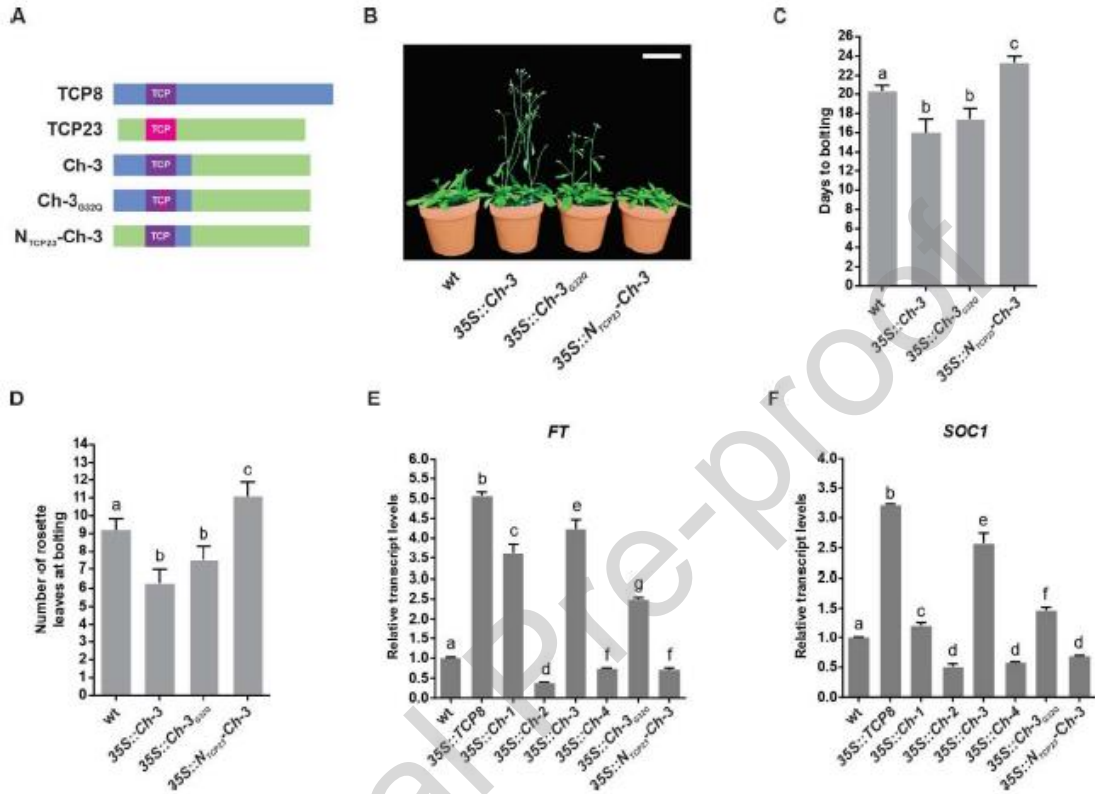 A
TCP8
TCP
TCP23
TCP
Ch-3
TCP
Ch-3G32Q
TCP
NTCP23-Ch-3
TCP
B
wt
35S::Ch-3
35S::Ch-3G32Q
35S::NTCP23-Ch-3
C
Days to bolting
26
24
22
20
18
16
14
12
10
8
6
4
2
0
a
b
b
c
wt
35S::Ch-3
35S::Ch-3G32Q
35S::NTCP23-Ch-3
D
Number of rosette
leaves at bolting
14
13
12
11
10
9
8
7
6
5
4
3
2
1
0
a
b
b
c
wt
35S::Ch-3
35S::Ch-3G32Q
35S::NTCP23-Ch-3
E
FT
Relative transcript levels
6.0
5.5
5.0
4.5
4.0
3.5
3.0
2.5
2.0
1.5
1.0
0.5
0.0
a
b
c
d
e
f
g
f
wt
35S::TCP8
35S::Ch-1
35S::Ch-2
35S::Ch-3
35S::Ch-4
35S::Ch-3G32Q
35S::NTCP23-Ch-3
F
SOC1
Relative transcript levels
4.0
3.5
3.0
2.5
2.0
1.5
1.0
0.5
0.0
a
b
c
d
e
d
f
d
wt
35S::TCP8
35S::Ch-1
35S::Ch-2
35S::Ch-3
35S::Ch-4
35S::Ch-3G32Q
35S::NTCP23-Ch-3
al Pre-proof